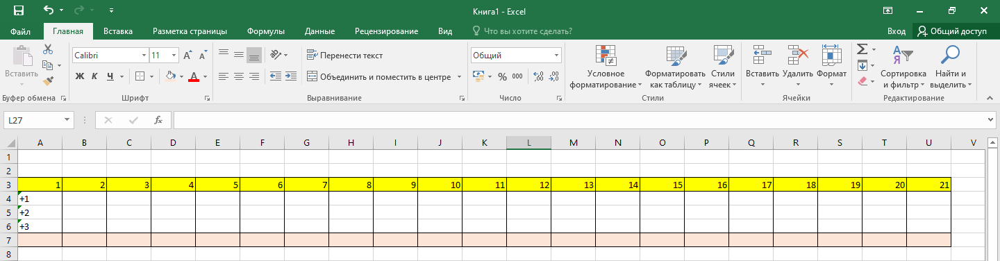 Книга1 - Excel
Файл Главная Вставка Разметка страницы Формулы Данные Рецензирование Вид Что вы хотите сделать? Вход Общий доступ
Вставить
Буфер обмена
Calibri 11
Ж К Ч А
Шрифт
Перенести текст
Объединить и поместить в центре
Выравнивание
Общий
% 000 ,00 ,00
Число
Условное форматирование
Форматировать как таблицу
Стили ячеек
Стили
Вставить Удалить Формат
Ячейки
Сортировка и фильтр
Найти и выделить
Редактирование
L27 fx
A B C D E F G H I J K L M N O P Q R S T U V
1
2
3 1 2 3 4 5 6 7 8 9 10 11 12 13 14 15 16 17 18 19 20 21
4 +1
5 +2
6 +3
7
8